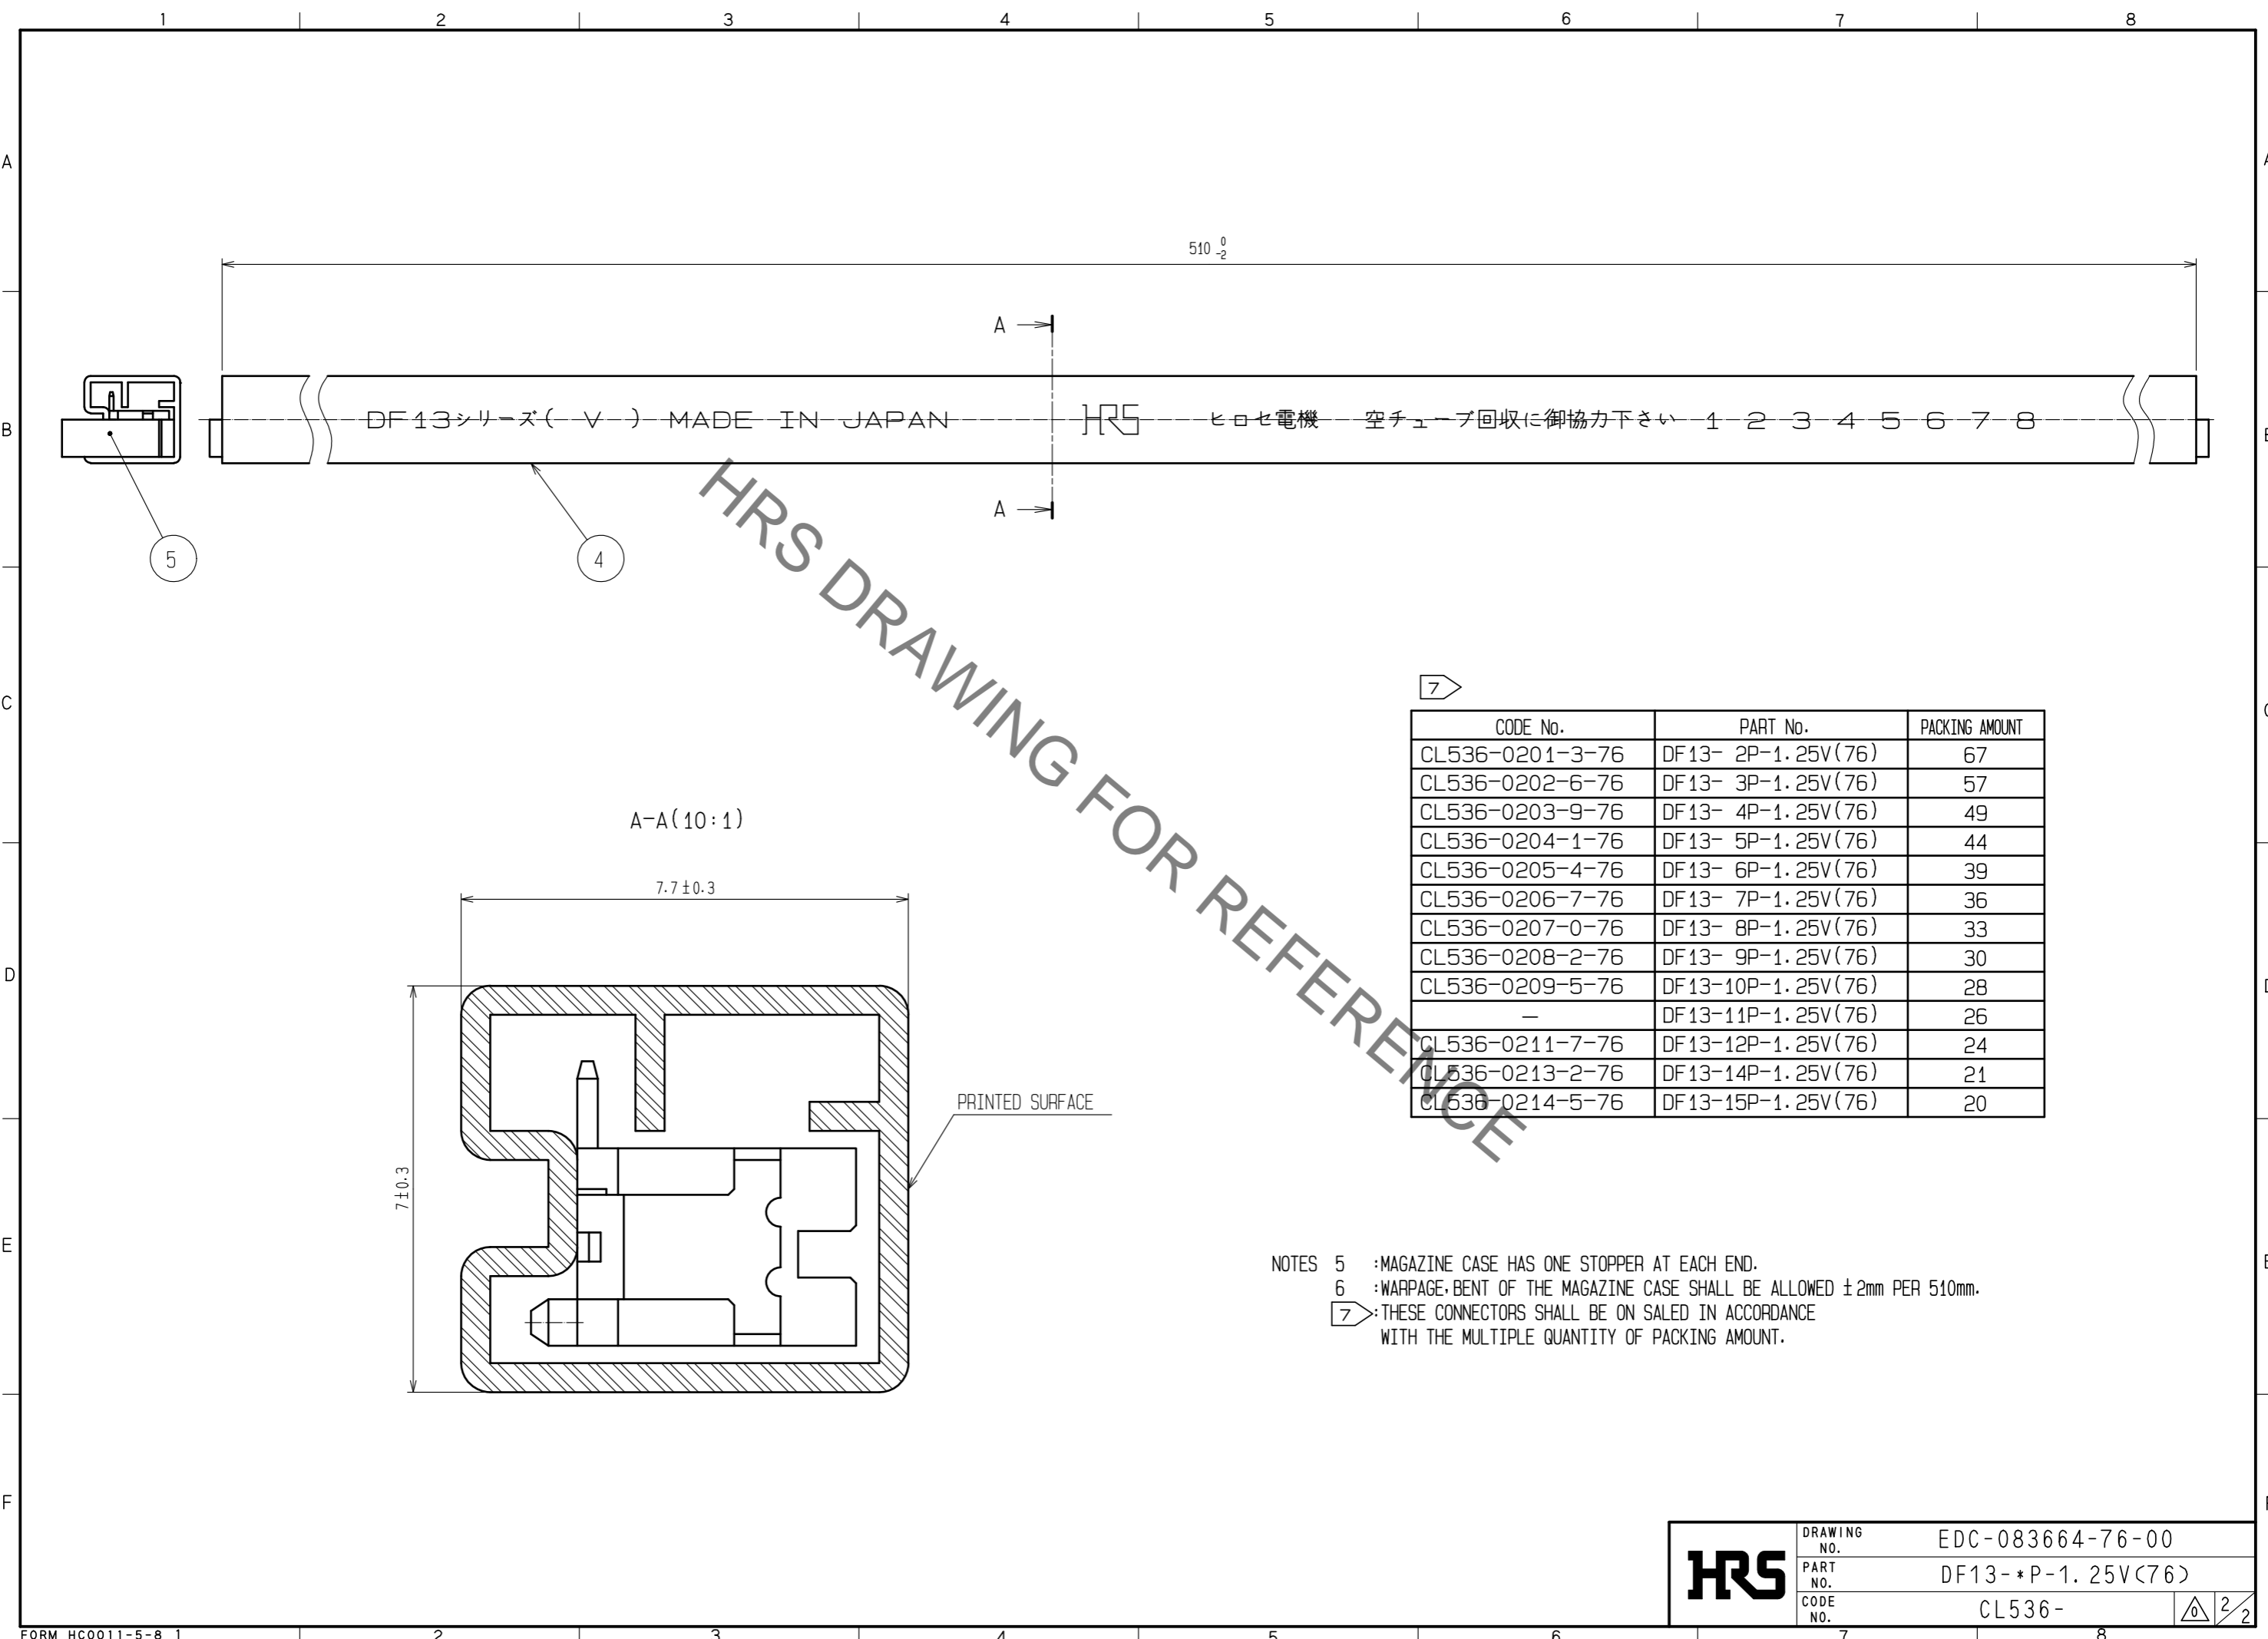 1 2 3 4 5 6 7 8
A
510 0 -2
A
B DF13シリーズ( V ) MADE IN JAPAN HRS ヒロセ電機 空チューブ回収に御協力下さい 1 2 3 4 5 6 7 8
A
5
4
HRS DRAWING FOR REFERENCE
C
7
CODE No. PART No. PACKING AMOUNT
CL536-0201-3-76 DF13- 2P-1.25V(76) 67
CL536-0202-6-76 DF13- 3P-1.25V(76) 57
CL536-0203-9-76 DF13- 4P-1.25V(76) 49
CL536-0204-1-76 DF13- 5P-1.25V(76) 44
CL536-0205-4-76 DF13- 6P-1.25V(76) 39
CL536-0206-7-76 DF13- 7P-1.25V(76) 36
CL536-0207-0-76 DF13- 8P-1.25V(76) 33
CL536-0208-2-76 DF13- 9P-1.25V(76) 30
CL536-0209-5-76 DF13-10P-1.25V(76) 28
— DF13-11P-1.25V(76) 26
CL536-0211-7-76 DF13-12P-1.25V(76) 24
CL536-0213-2-76 DF13-14P-1.25V(76) 21
CL536-0214-5-76 DF13-15P-1.25V(76) 20
A-A(10:1)
7.7±0.3
D
PRINTED SURFACE
7±0.3
E
NOTES 5 :MAGAZINE CASE HAS ONE STOPPER AT EACH END.
6 :WARPAGE,BENT OF THE MAGAZINE CASE SHALL BE ALLOWED ±2mm PER 510mm.
7 :THESE CONNECTORS SHALL BE ON SALED IN ACCORDANCE
WITH THE MULTIPLE QUANTITY OF PACKING AMOUNT.
F
HRS
DRAWING NO. EDC-083664-76-00
PART NO. DF13-*P-1.25V(76)
CODE NO. CL536- 0 2/2
FORM HC0011-5-8 1 2 3 4 5 6 7 8